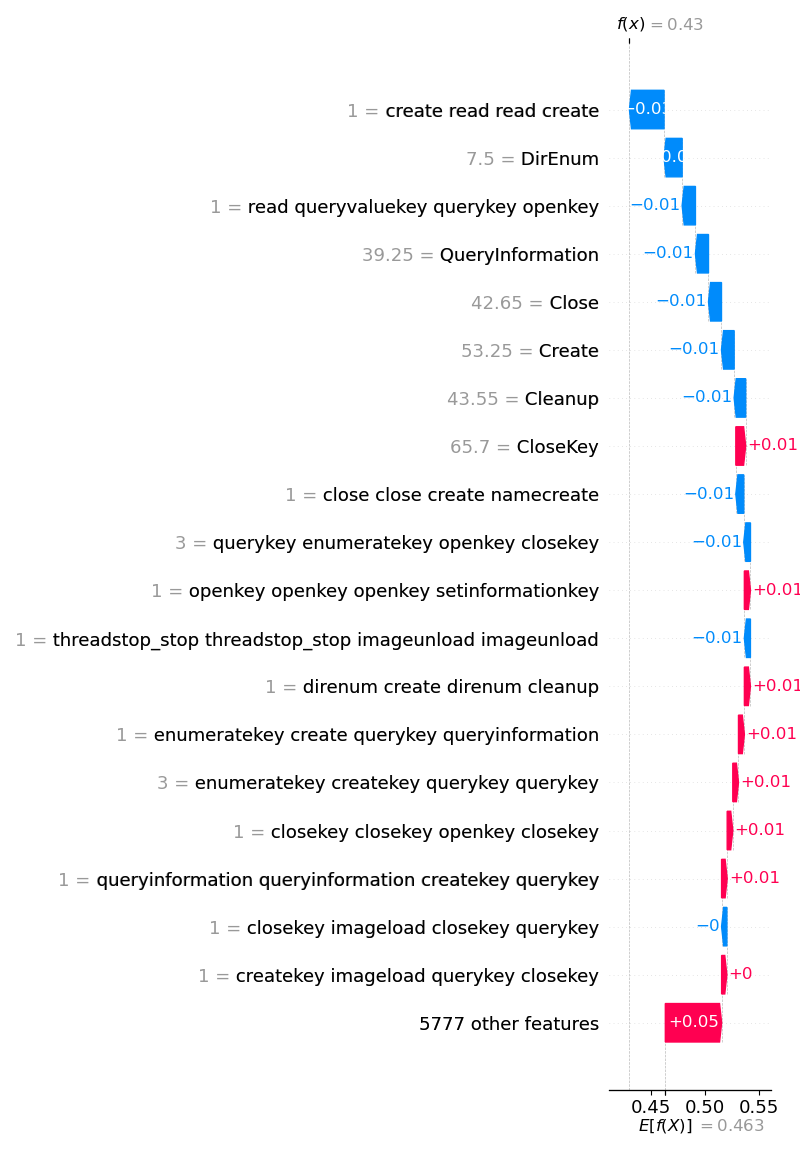 f(x) = 0.43
1 = create read read create
7.5 = DirEnum
1 = read queryvaluekey querykey openkey
−0.01
39.25 = QueryInformation
−0.01
42.65 = Close
−0.01
53.25 = Create
−0.01
43.55 = Cleanup
−0.01
65.7 = CloseKey
+0.01
1 = close close create namecreate
−0.01
3 = querykey enumeratekey openkey closekey
−0.01
1 = openkey openkey openkey setinformationkey
+0.01
1 = threadstop_stop threadstop_stop imageunload imageunload
−0.01
1 = direnum create direnum cleanup
+0.01
1 = enumeratekey create querykey queryinformation
+0.01
3 = enumeratekey createkey querykey querykey
+0.01
1 = closekey closekey openkey closekey
+0.01
1 = queryinformation queryinformation createkey querykey
+0.01
1 = closekey imageload closekey querykey
−0
1 = createkey imageload querykey closekey
+0
5777 other features
+0.05
0.45 0.50 0.55
E[f(X)] = 0.463